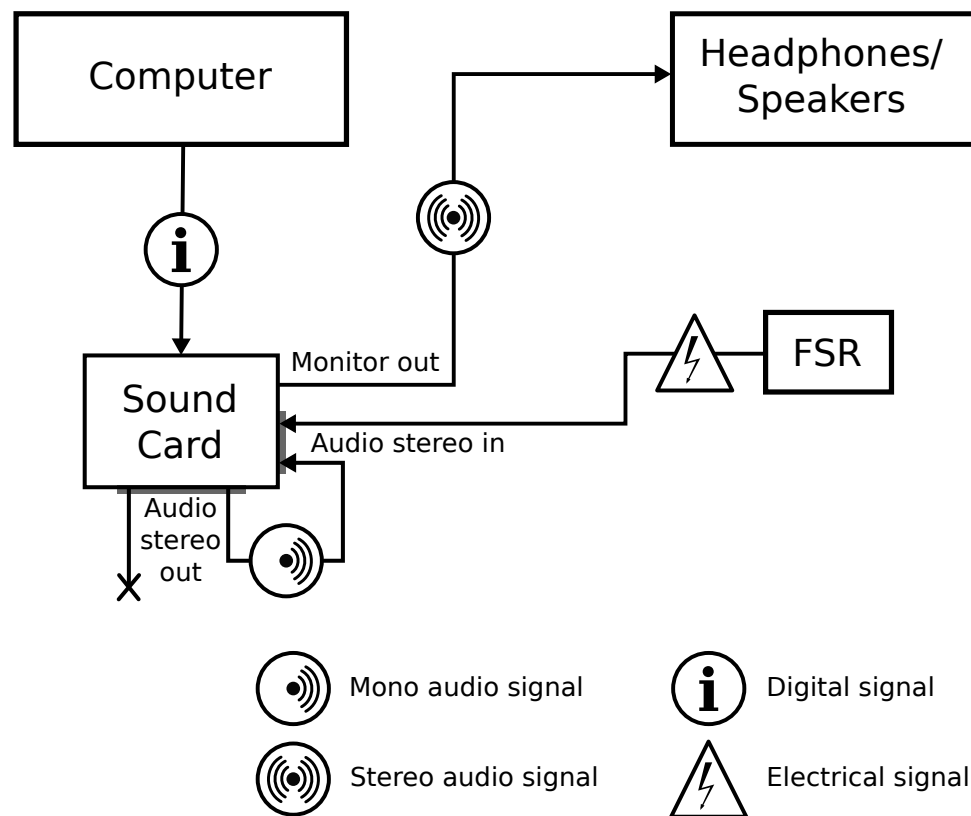 Computer
Headphones/
Speakers
i
Monitor out
FSR
Sound
Card
Audio stereo in
Audio
stereo
out
Mono audio signal
i
Digital signal
Stereo audio signal
Electrical signal